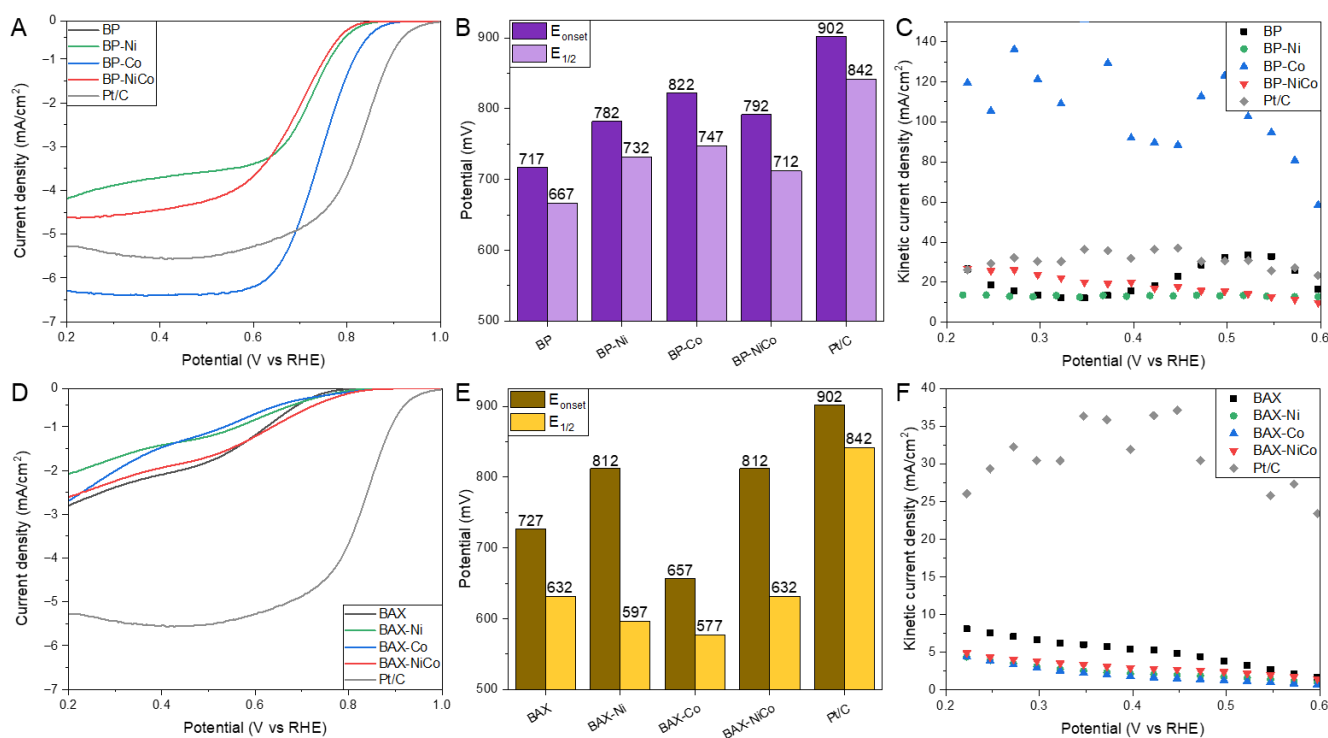 A
Current density (mA/cm²)
0
−1
−2
−3
−4
−5
−6
−7
BP
BP-Ni
BP-Co
BP-NiCo
Pt/C
0.2 0.4 0.6 0.8 1.0
Potential (V vs RHE)
B
Potential (mV)
900
800
700
600
500
E onset
E 1/2
717
667
782
732
822
747
792
712
902
842
BP BP-Ni BP-Co BP-NiCo Pt/C
C
Kinetic current density (mA/cm²)
140
120
100
80
60
40
20
0
BP
BP-Ni
BP-Co
BP-NiCo
Pt/C
0.2 0.3 0.4 0.5 0.6
Potential (V vs RHE)
D
Current density (mA/cm²)
0
−1
−2
−3
−4
−5
−6
−7
BAX
BAX-Ni
BAX-Co
BAX-NiCo
Pt/C
0.2 0.4 0.6 0.8 1.0
Potential (V vs RHE)
E
Potential (mV)
900
800
700
600
500
E onset
E 1/2
727
632
812
597
657
577
812
632
902
842
BAX BAX-Ni BAX-Co BAX-NiCo Pt/C
F
Kinetic current density (mA/cm²)
40
35
30
25
20
15
10
5
0
BAX
BAX-Ni
BAX-Co
BAX-NiCo
Pt/C
0.2 0.3 0.4 0.5 0.6
Potential (V vs RHE)